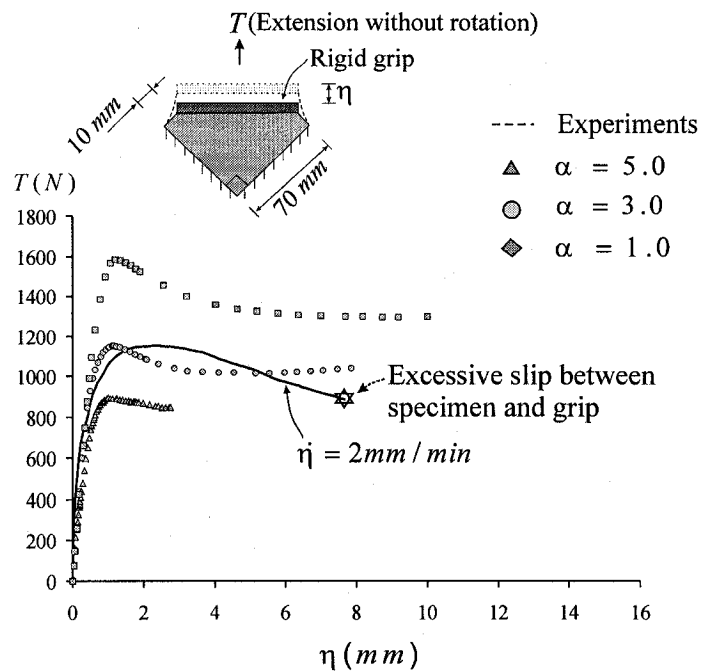 T(Extension without rotation)
Rigid grip
η
10 mm
70 mm
---- Experiments
α = 5.0
α = 3.0
α = 1.0
T(N)
1800
1600
1400
1200
1000
800
600
400
200
0
Excessive slip between
specimen and grip
η̇ = 2mm / min
0 2 4 6 8 10 12 14 16
η (mm)